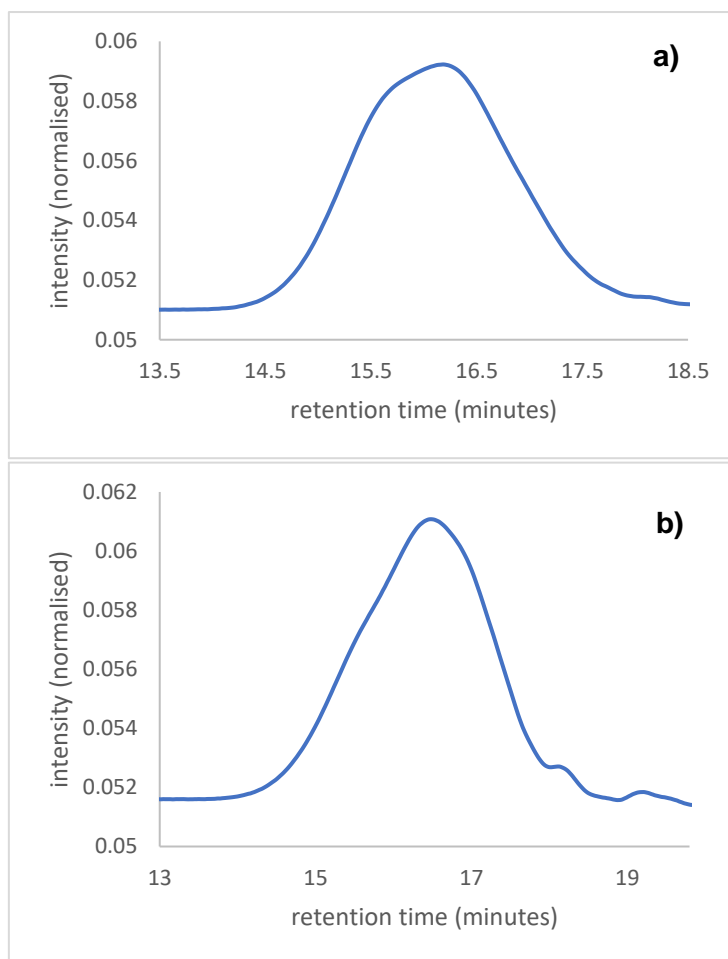 a)
intensity (normalised)
0.06
0.058
0.056
0.054
0.052
0.05
13.5 14.5 15.5 16.5 17.5 18.5
retention time (minutes)
b)
intensity (normalised)
0.062
0.06
0.058
0.056
0.054
0.052
0.05
13 15 17 19
retention time (minutes)